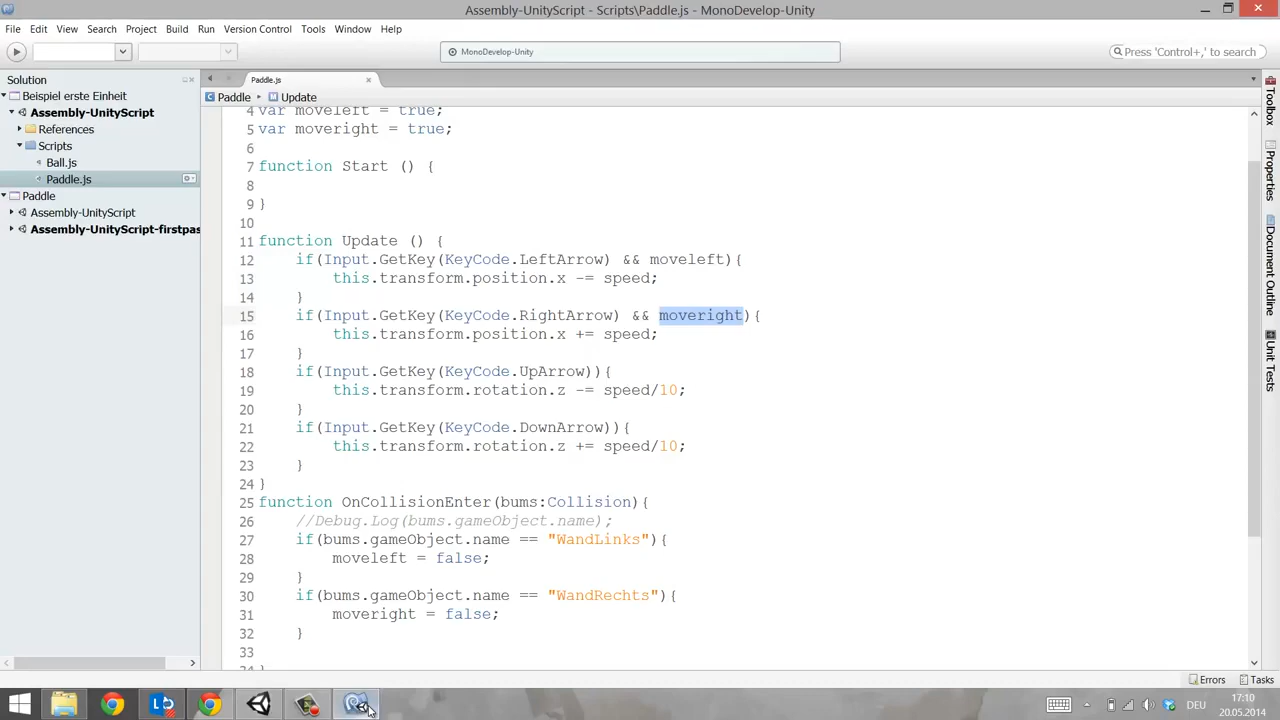 Assembly-UnityScript - Scripts\Paddle.js - MonoDevelop-Unity
File Edit View Search Project Build Run Version Control Tools Window Help
MonoDevelop-Unity
Press 'Control+,' to search
Solution
Beispiel erste Einheit
Assembly-UnityScript
References
Scripts
Ball.js
Paddle.js
Paddle
Assembly-UnityScript
Assembly-UnityScript-firstpas
Paddle.js
Paddle Update
4 var moveleft = true;
5 var moveright = true;
6
7 function Start () {
8
9 }
10
11 function Update () {
12 if(Input.GetKey(KeyCode.LeftArrow) && moveleft){
13 this.transform.position.x -= speed;
14 }
15 if(Input.GetKey(KeyCode.RightArrow) && moveright){
16 this.transform.position.x += speed;
17 }
18 if(Input.GetKey(KeyCode.UpArrow)){
19 this.transform.rotation.z -= speed/10;
20 }
21 if(Input.GetKey(KeyCode.DownArrow)){
22 this.transform.rotation.z += speed/10;
23 }
24 }
25 function OnCollisionEnter(bums:Collision){
26 //Debug.Log(bums.gameObject.name);
27 if(bums.gameObject.name == "WandLinks"){
28 moveleft = false;
29 }
30 if(bums.gameObject.name == "WandRechts"){
31 moveright = false;
32 }
33
34 }
Toolbox
Properties
Document Outline
Unit Tests
Errors Tasks
DEU
17:10
20.05.2014